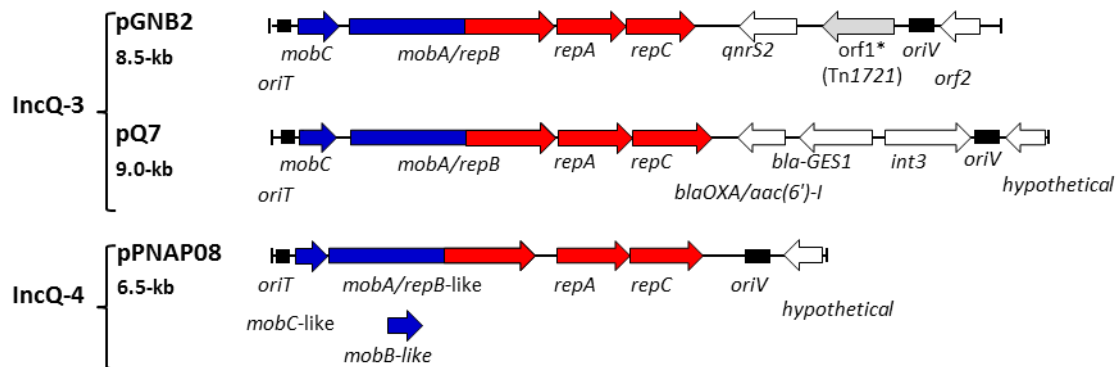 pGNB2
8.5-kb
mobC
mobA/repB
repA
repC
qnrS2
orf1*
(Tn1721)
oriV
orf2
oriT
IncQ-3
pQ7
9.0-kb
mobC
mobA/repB
repA
repC
bla-GES1
int3
oriV
oriT
blaOXA/aac(6')-I
hypothetical
pPNAP08
6.5-kb
IncQ-4
oriT
mobA/repB-like
repA
repC
oriV
hypothetical
mobC-like
mobB-like